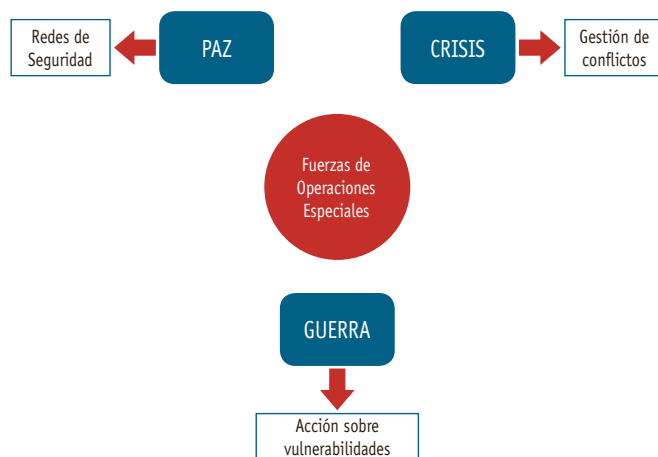 Redes de
Seguridad
PAZ
CRISIS
Gestión de
conflictos
Fuerzas de
Operaciones
Especiales
GUERRA
Acción sobre
vulnerabilidades